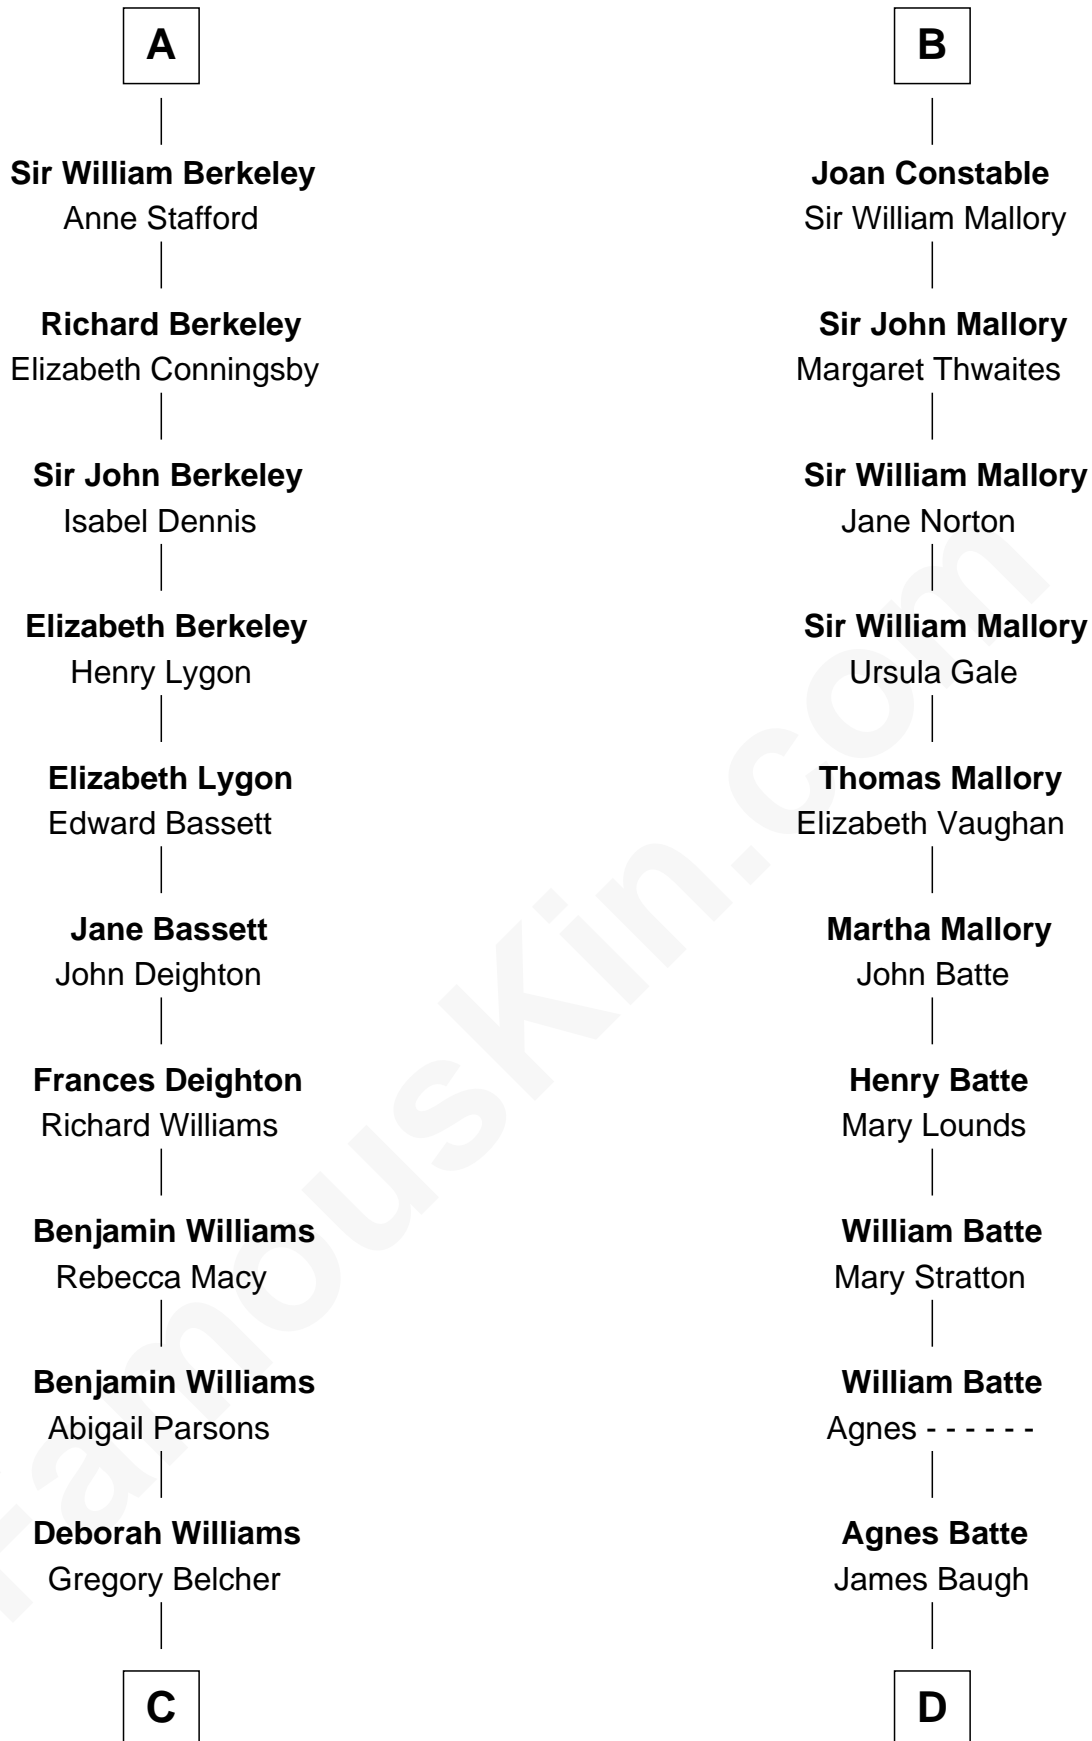 A
Sir William Berkeley
Anne Stafford
Richard Berkeley
Elizabeth Conningsby
Sir John Berkeley
Isabel Dennis
Elizabeth Berkeley
Henry Lygon
Elizabeth Lygon
Edward Bassett
Jane Bassett
John Deighton
Frances Deighton
Richard Williams
Benjamin Williams
Rebecca Macy
Benjamin Williams
Abigail Parsons
Deborah Williams
Gregory Belcher
C
B
Joan Constable
Sir William Mallory
Sir John Mallory
Margaret Thwaites
Sir William Mallory
Jane Norton
Sir William Mallory
Ursula Gale
Thomas Mallory
Elizabeth Vaughan
Martha Mallory
John Batte
Henry Batte
Mary Lounds
William Batte
Mary Stratton
William Batte
Agnes - - - - - -
Agnes Batte
James Baugh
D
FamousKin.com